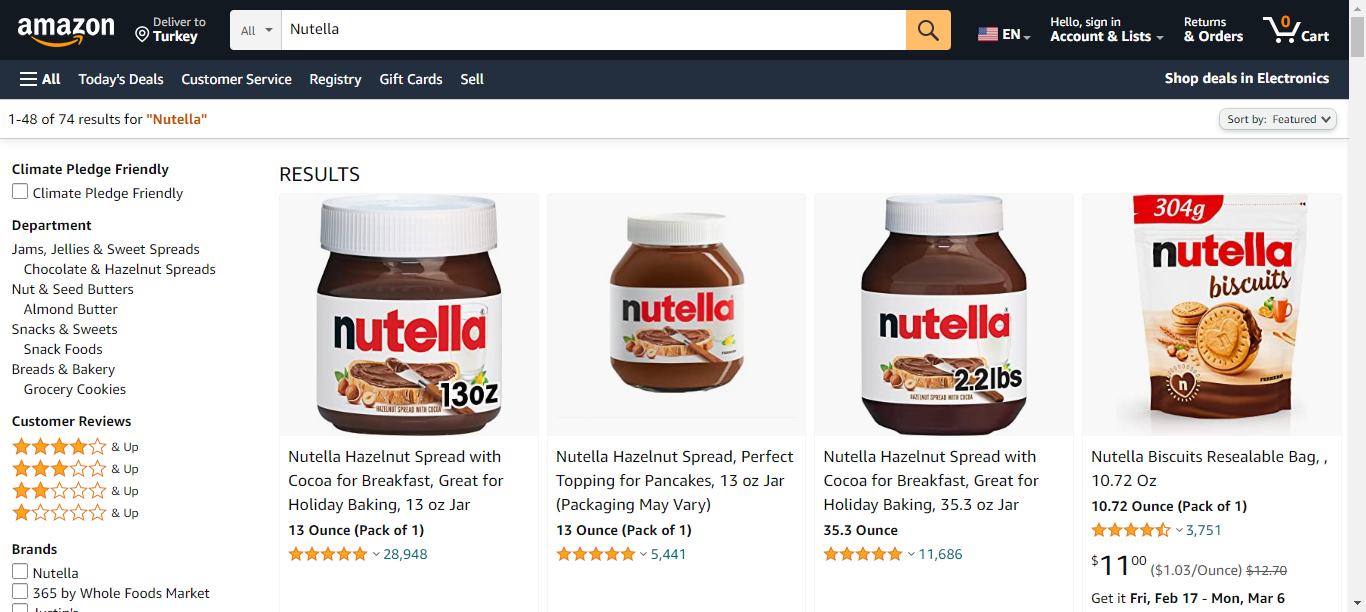 amazon
Deliver to
Turkey
All
Nutella
EN
Hello, sign in
Account & Lists
Returns
& Orders
0
Cart
All
Today's Deals
Customer Service
Registry
Gift Cards
Sell
Shop deals in Electronics
1-48 of 74 results for "Nutella"
Sort by: Featured
Climate Pledge Friendly
Climate Pledge Friendly
Department
Jams, Jellies & Sweet Spreads
Chocolate & Hazelnut Spreads
Nut & Seed Butters
Almond Butter
Snacks & Sweets
Snack Foods
Breads & Bakery
Grocery Cookies
Customer Reviews
& Up
& Up
& Up
& Up
Brands
Nutella
365 by Whole Foods Market
Justin's
RESULTS
nutella
13oz
HAZELNUT SPREAD WITH COCOA
Nutella Hazelnut Spread with
Cocoa for Breakfast, Great for
Holiday Baking, 13 oz Jar
13 Ounce (Pack of 1)
28,948
nutella
Nutella Hazelnut Spread, Perfect
Topping for Pancakes, 13 oz Jar
(Packaging May Vary)
13 Ounce (Pack of 1)
5,441
nutella
2.2lbs
HAZELNUT SPREAD WITH COCOA
Nutella Hazelnut Spread with
Cocoa for Breakfast, Great for
Holiday Baking, 35.3 oz Jar
35.3 Ounce
11,686
304g
nutella
biscuits
n
FERRERO
Nutella Biscuits Resealable Bag, ,
10.72 Oz
10.72 Ounce (Pack of 1)
3,751
$1100 ($1.03/Ounce) $12.70
Get it Fri, Feb 17 - Mon, Mar 6